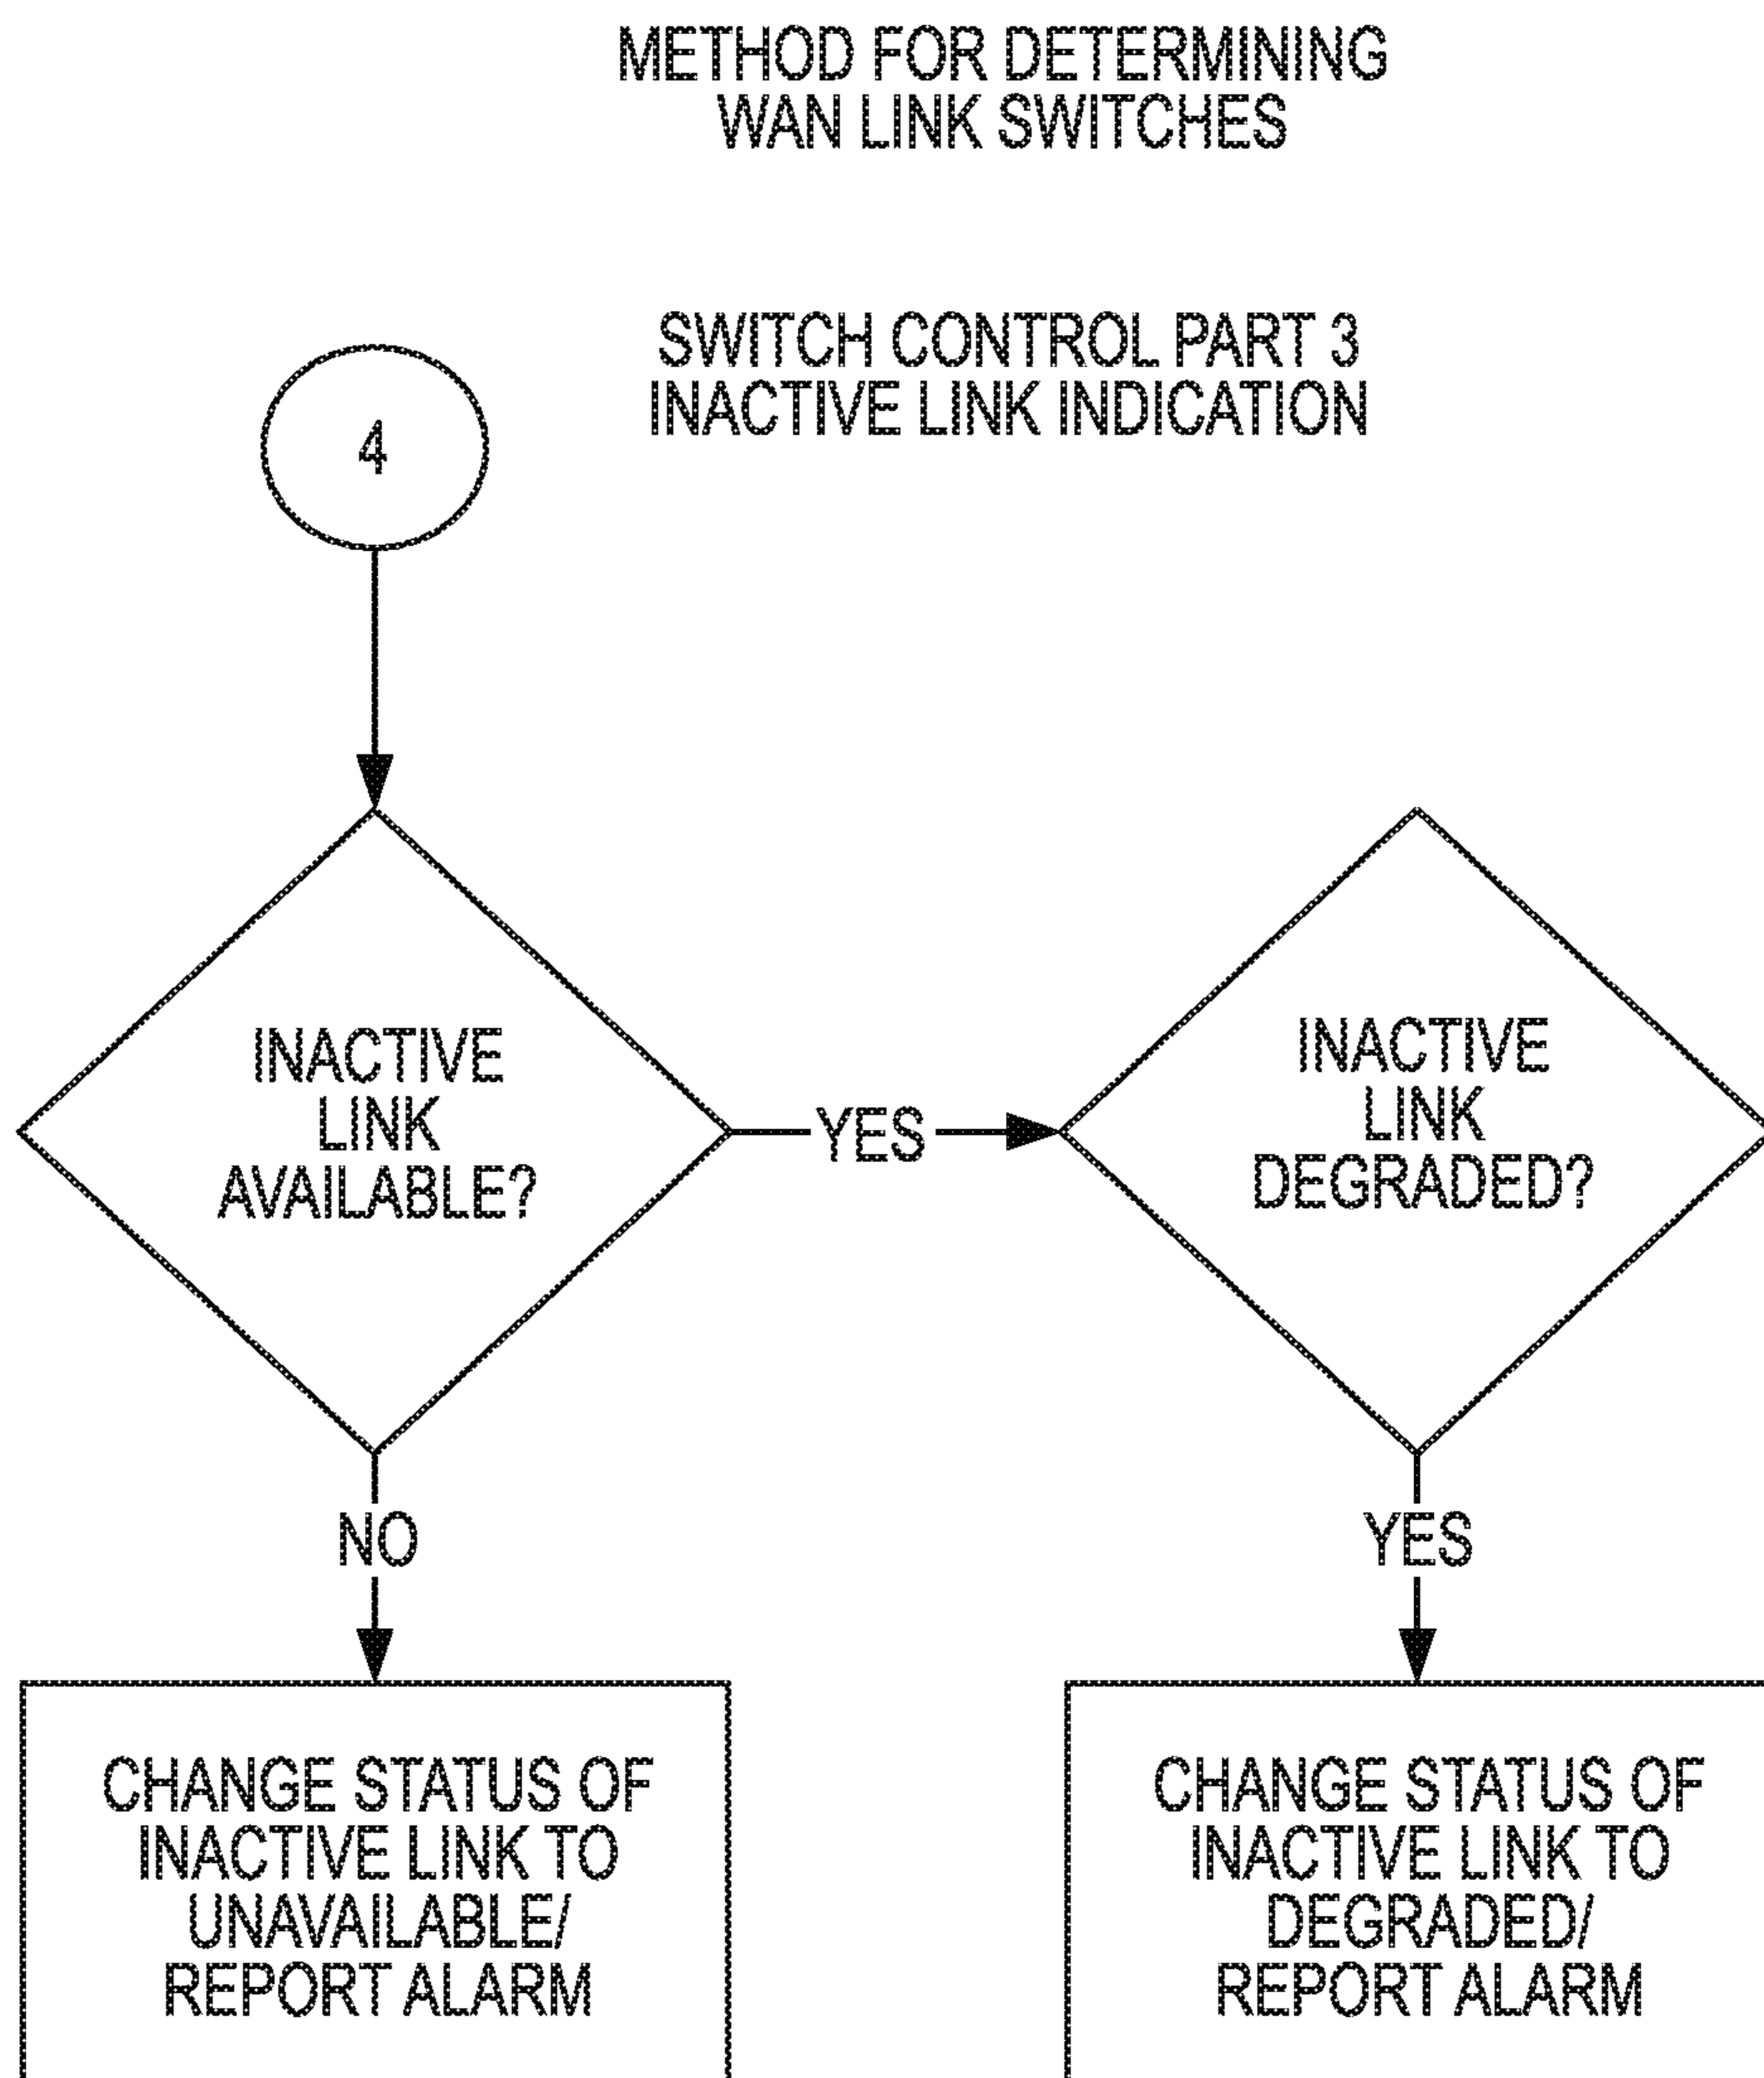 METHOD FOR DETERMINING
WAN LINK SWITCHES
SWITCH CONTROL PART 3
INACTIVE LINK INDICATION
4
INACTIVE
LINK
AVAILABLE?
YES
INACTIVE
LINK
DEGRADED?
NO
YES
CHANGE STATUS OF
INACTIVE LINK TO
UNAVAILABLE/
REPORT ALARM
CHANGE STATUS OF
INACTIVE LINK TO
DEGRADED/
REPORT ALARM